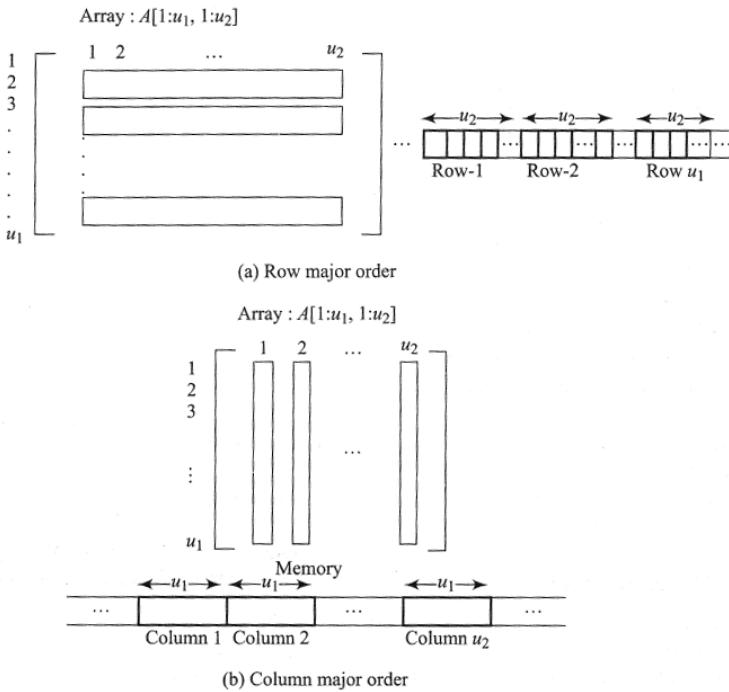 Array : A[1:u₁, 1:u₂]
1 2 ... u₂
1
2
3
.
.
.
.
.
u₁
... ←u₂→ ←u₂→ ←u₂→
... ... ... ... ... ...
Row-1 Row-2 Row u₁
(a) Row major order
Array : A[1:u₁, 1:u₂]
1 2 ... u₂
1
2
3
...
⋮
u₁
Memory
←u₁→ ←u₁→ ←u₁→
... ... ...
Column 1 Column 2 Column u₂
(b) Column major order